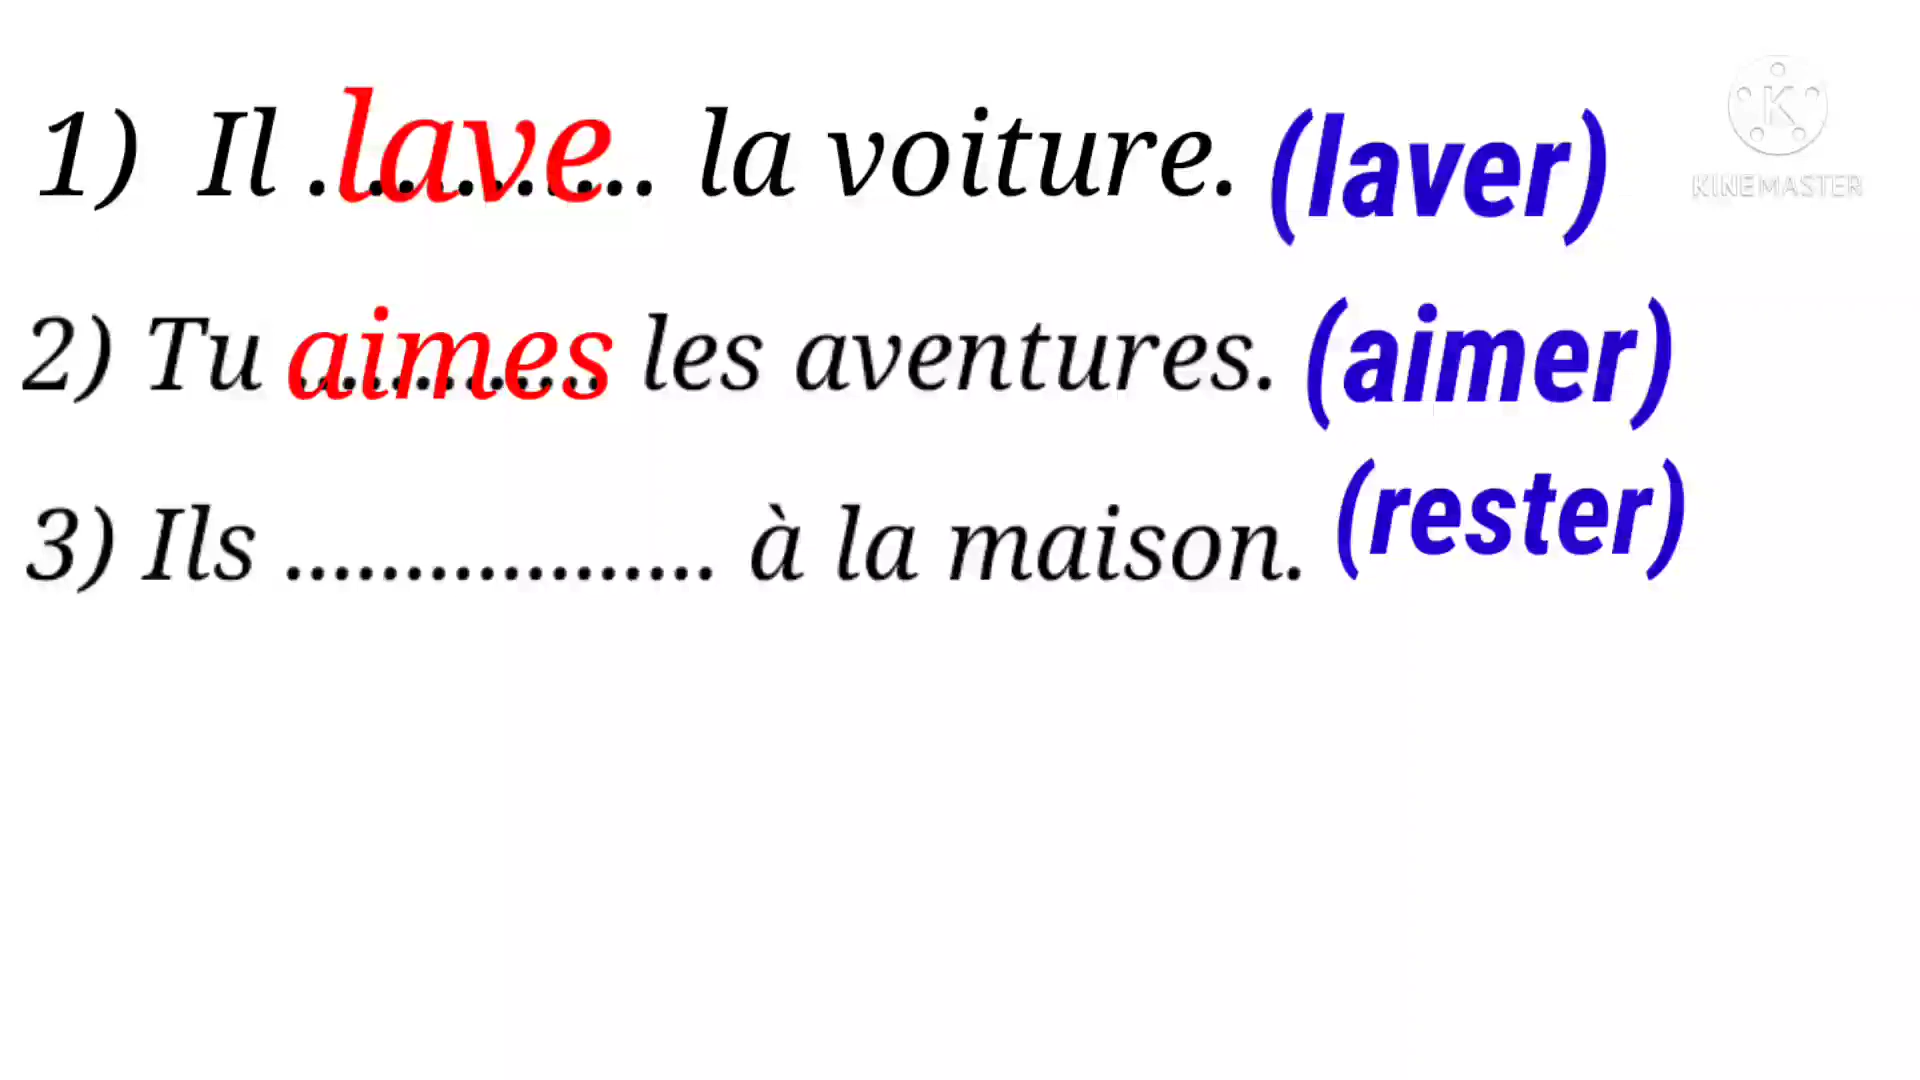 1) Il .lave.. la voiture. (laver)
KINEMASTER
2) Tu aimes les aventures. (aimer)
3) Ils .................. à la maison. (rester)